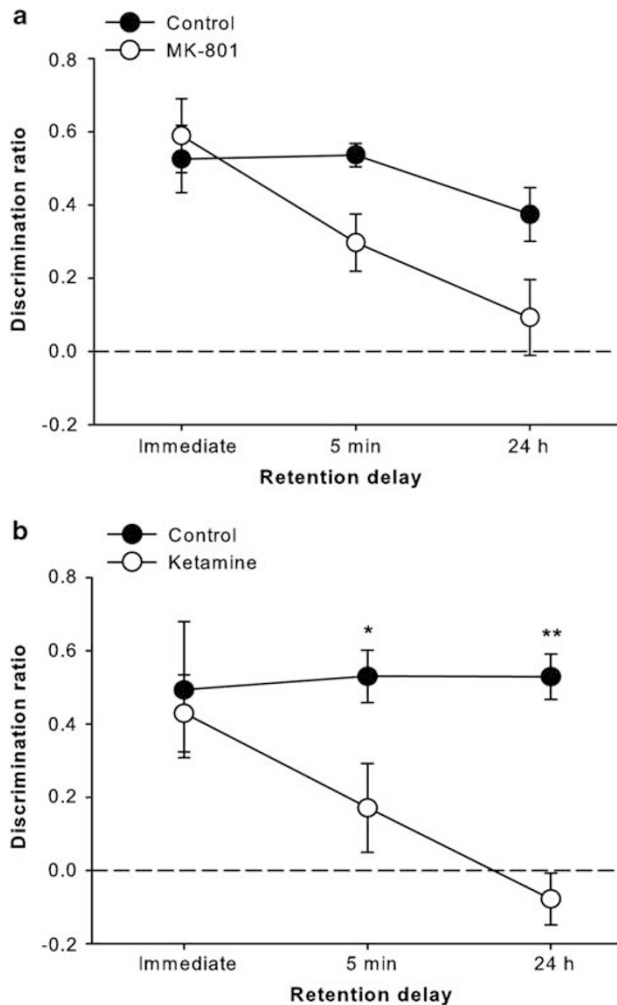 a
Control
MK-801
0.8
0.6
0.4
0.2
0.0
-0.2
Discrimination ratio
Immediate 5 min 24 h
Retention delay
b
Control
Ketamine
0.8
0.6
0.4
0.2
0.0
-0.2
Discrimination ratio
* **
Immediate 5 min 24 h
Retention delay